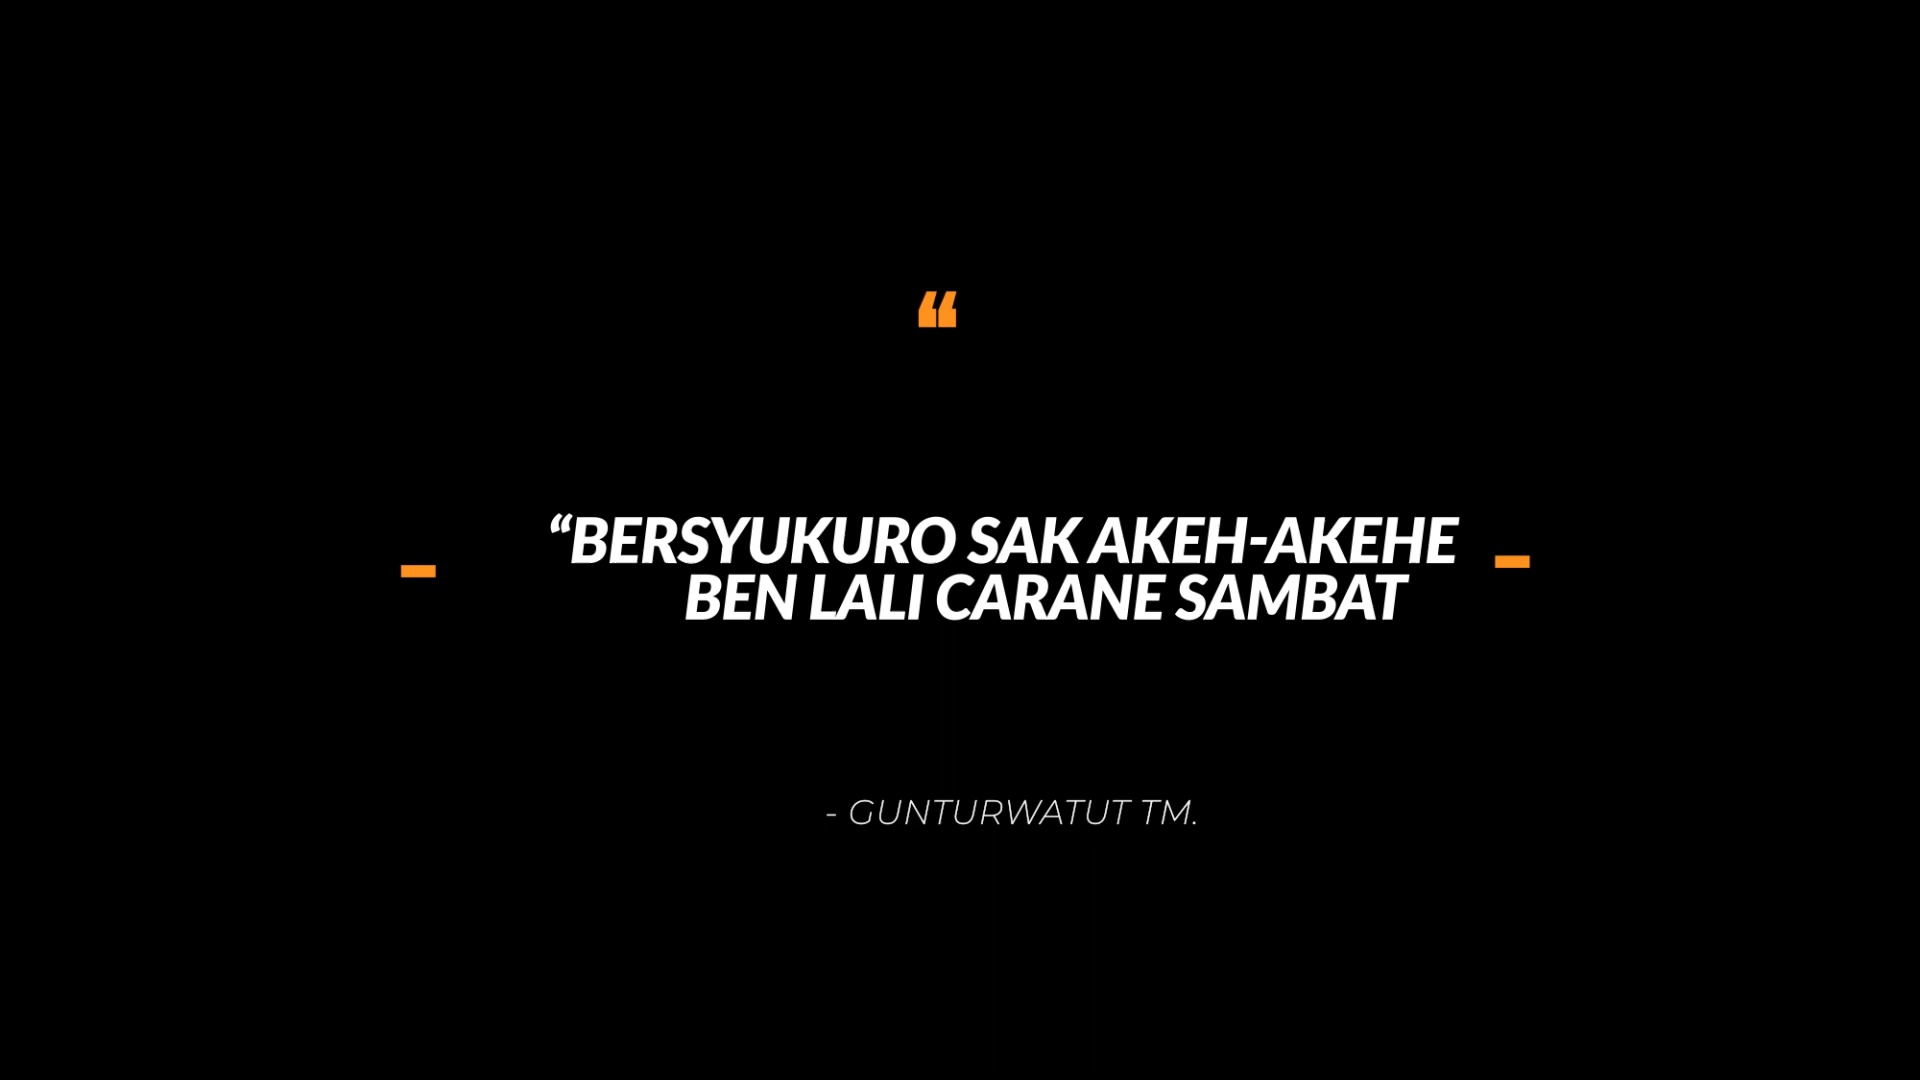 ❝
“BERSYUKURO SAK AKEH-AKEHE
BEN LALI CARANE SAMBAT
- GUNTURWATUT TM.